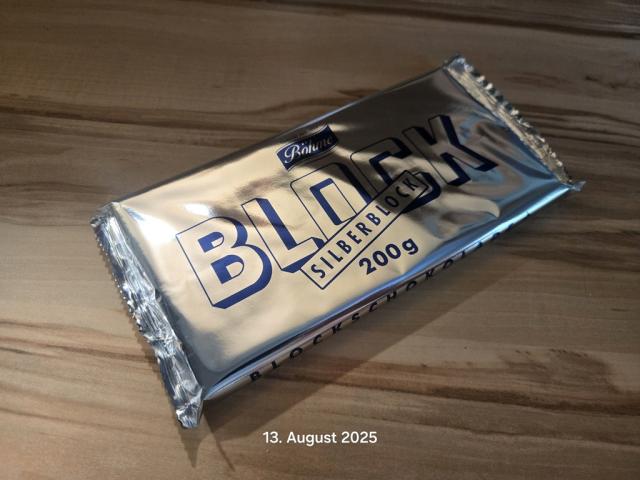 Böhme
BLOCK
SILBERBLOCK
200g
BLOCKSCHOKOLADE
13. August 2025